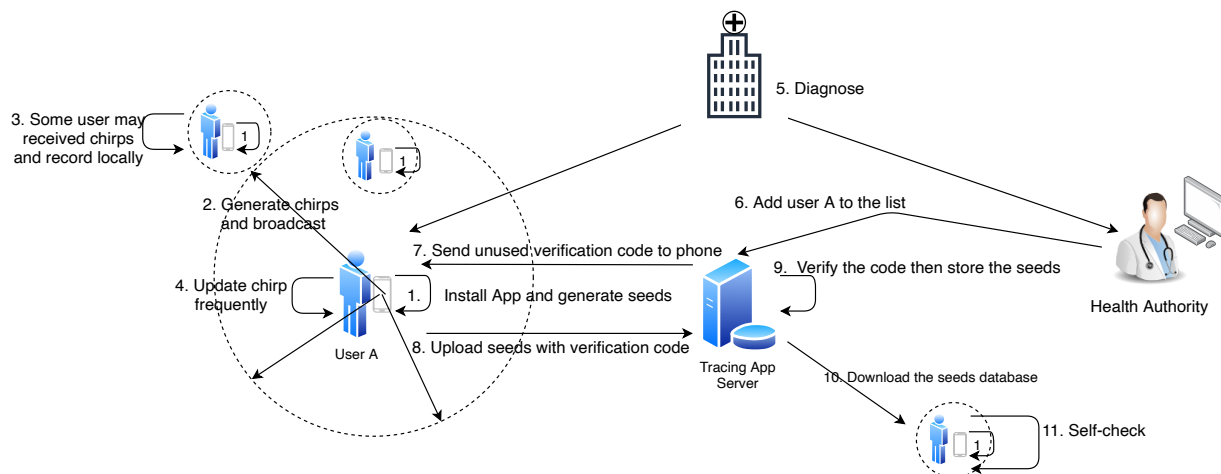 5. Diagnose
3. Some user may
received chirps
and record locally
1
1
2. Generate chirps
and broadcast
6. Add user A to the list
7. Send unused verification code to phone
9. Verify the code then store the seeds
4. Update chirp
frequently
1.
Install App and generate seeds
Health Authority
8. Upload seeds with verification code
User A
Tracing App
Server
10. Download the seeds database
11. Self-check
1